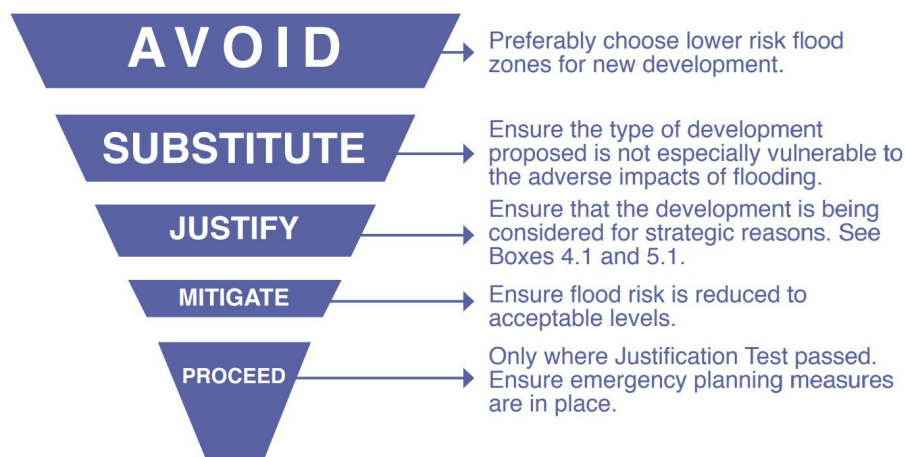 AVOID
Preferably choose lower risk flood
zones for new development.
SUBSTITUTE
Ensure the type of development
proposed is not especially vulnerable to
the adverse impacts of flooding.
JUSTIFY
Ensure that the development is being
considered for strategic reasons. See
Boxes 4.1 and 5.1.
MITIGATE
Ensure flood risk is reduced to
acceptable levels.
PROCEED
Only where Justification Test passed.
Ensure emergency planning measures
are in place.